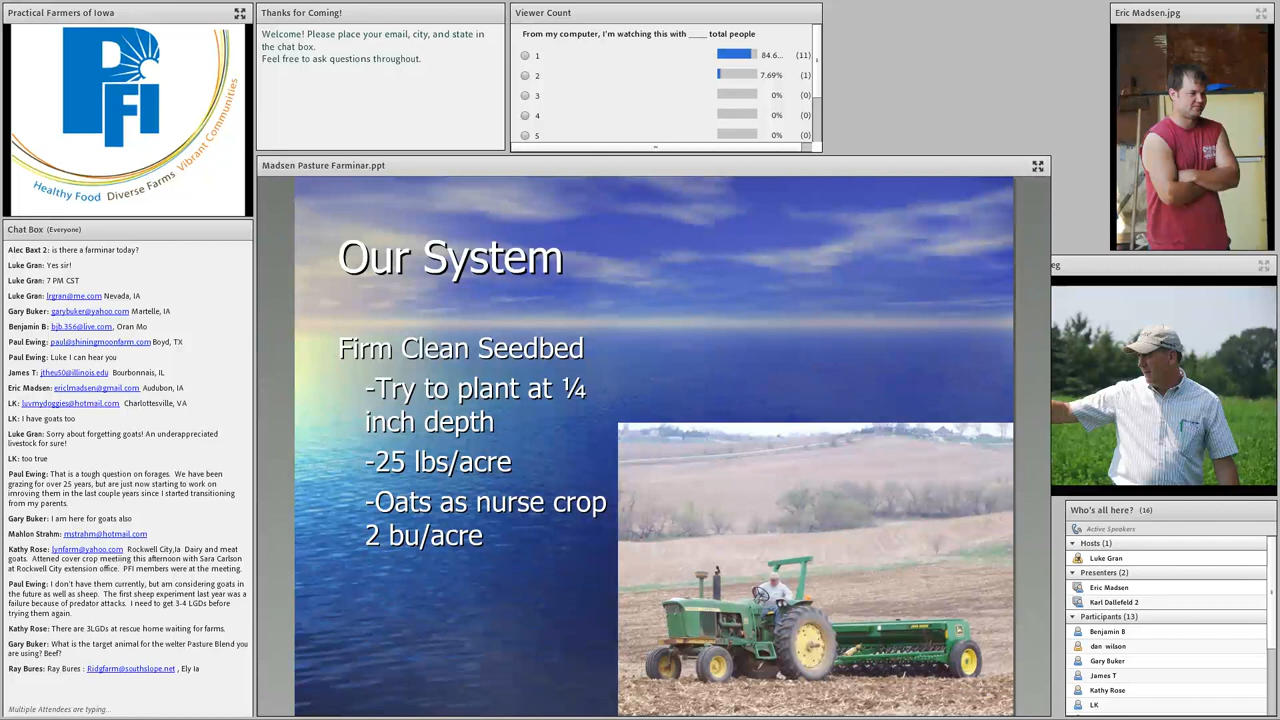 Practical Farmers of Iowa
PFI
Healthy Food Diverse Farms Vibrant Communities
Thanks for Coming!
Welcome! Please place your email, city, and state in
the chat box.
Feel free to ask questions throughout.
Viewer Count
From my computer, I'm watching this with ____ total people
1 84.6... (11)
2 7.69% (1)
3 0% (0)
4 0% (0)
5 0% (0)
Eric Madsen.jpg
Chat Box (Everyone)
Alec Baxt 2: is there a farminar today?
Luke Gran: Yes sir!
Luke Gran: 7 PM CST
Luke Gran: lrgran@me.com Nevada, IA
Gary Buker: garybuker@yahoo.com Martelle, IA
Benjamin B: bjb.356@live.com, Oran Mo
Paul Ewing: paul@shiningmoonfarm.com Boyd, TX
Paul Ewing: Luke I can hear you
James T: jtheu50@illinois.edu Bourbonnais, IL
Eric Madsen: ericlmadsen@gmail.com Audubon, IA
LK: luvmydoggies@hotmail.com Charlottesville, VA
LK: I have goats too
Luke Gran: Sorry about forgetting goats! An underappreciated
livestock for sure!
LK: too true
Paul Ewing: That is a tough question on forages. We have been
grazing for over 25 years, but are just now starting to work on
imroving them in the last couple years since I started transitioning
from my parents.
Gary Buker: I am here for goats also
Mahlon Strahm: mstrahm@hotmail.com
Kathy Rose: lynfarm@yahoo.com Rockwell City,Ia Dairy and meat
goats. Attened cover crop meetiing this afternoon with Sara Carlson
at Rockwell City extension office. PFI members were at the meeting.
Paul Ewing: I don't have them currently, but am considering goats in
the future as well as sheep. The first sheep experiment last year was a
failure because of predator attacks. I need to get 3-4 LGDs before
trying them again.
Kathy Rose: There are 3LGDs at rescue home waiting for farms.
Gary Buker: What is the target animal for the welter Pasture Blend you
are using? Beef?
Ray Bures: Ray Bures : Ridgfarm@southslope.net , Ely Ia
Multiple Attendees are typing...
Madsen Pasture Farminar.ppt
Our System
Firm Clean Seedbed
-Try to plant at ¼
inch depth
-25 lbs/acre
-Oats as nurse crop
2 bu/acre
eg
Who's all here? (16)
Active Speakers
Hosts (1)
Luke Gran
Presenters (2)
Eric Madsen
Karl Dallefeld 2
Participants (13)
Benjamin B
dan wilson
Gary Buker
James T
Kathy Rose
LK